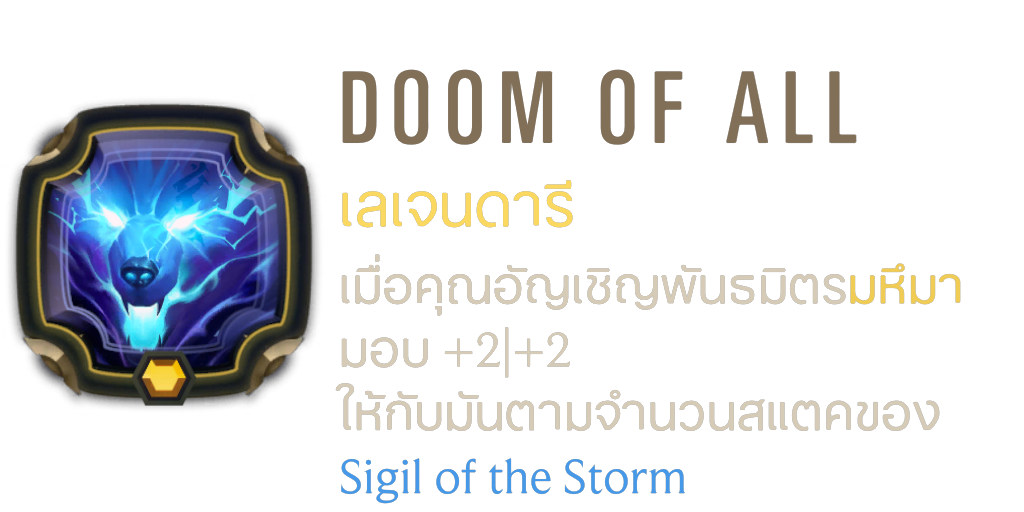 DOOM OF ALL
เลเจนดารี
เมื่อคุณอัญเชิญพันธมิตรมหึมา
มอบ +2|+2
ให้กับมันตามจำนวนสแตคของ
Sigil of the Storm